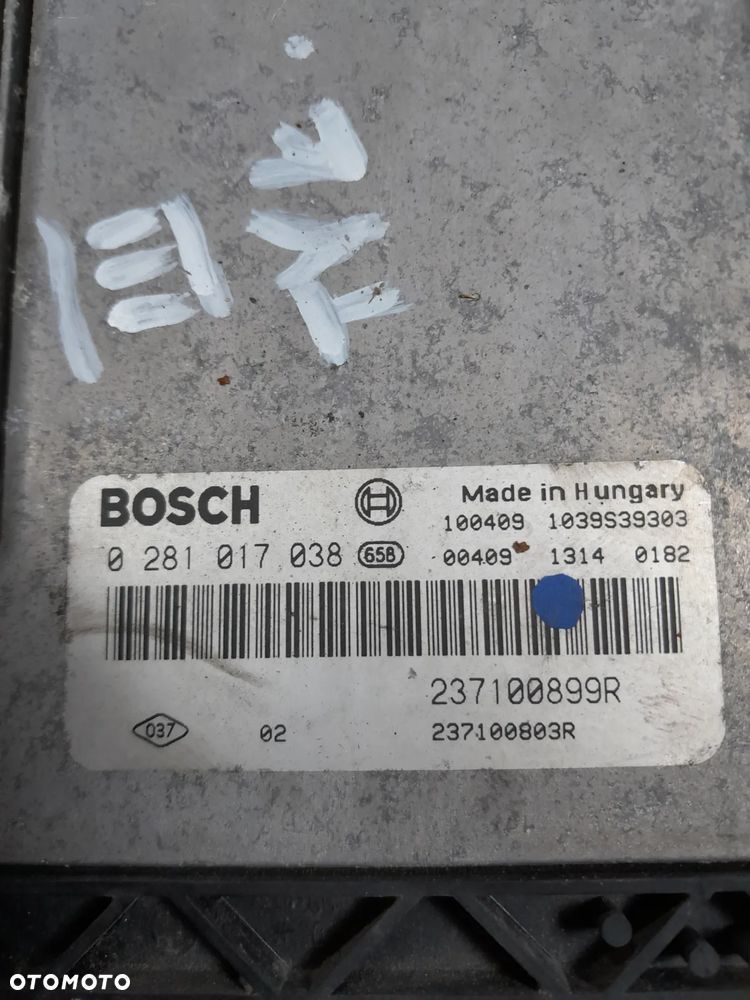 BOSCH
Made in Hungary
100409 1039S39303
0 281 017 038 658 00409 1314 0182
237100899R
037 02 237100803R
OTOMOTO